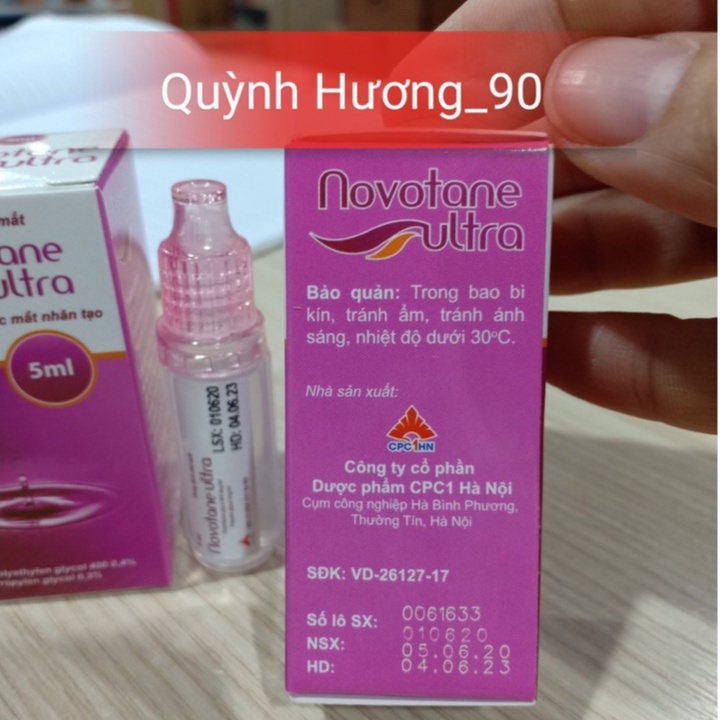 Quỳnh Hương_90
mắt
tane
ultra
c mắt nhân tạo
5ml
olyethylen glycol 400 0,4%
ropylen glycol 0,3%
Novotane ultra
LSX: 010620
HD: 04.06.23
Novotane
ultra
Bảo quản: Trong bao bì
kín, tránh ẩm, tránh ánh
sáng, nhiệt độ dưới 30°C.
Nhà sản xuất:
CPC1HN
Công ty cổ phần
Dược phẩm CPC1 Hà Nội
Cụm công nghiệp Hà Bình Phương,
Thường Tín, Hà Nội
SĐK: VD-26127-17
0061633
Số lô SX: 010620
NSX: 05.06.20
HD: 04.06.23